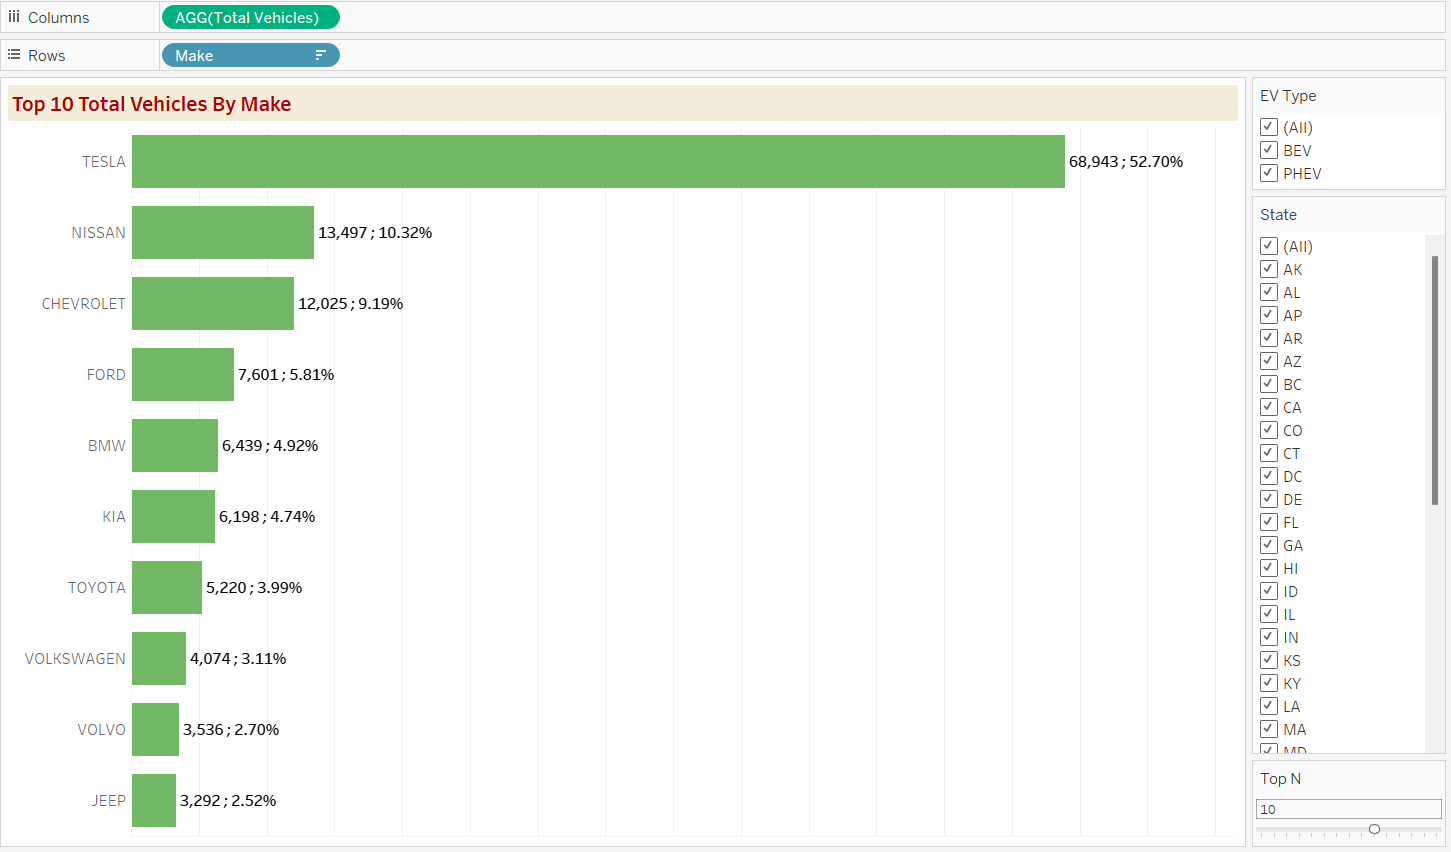 Columns
AGG(Total Vehicles)
Rows
Make
Top 10 Total Vehicles By Make
TESLA 68,943 ; 52.70%
NISSAN 13,497 ; 10.32%
CHEVROLET 12,025 ; 9.19%
FORD 7,601 ; 5.81%
BMW 6,439 ; 4.92%
KIA 6,198 ; 4.74%
TOYOTA 5,220 ; 3.99%
VOLKSWAGEN 4,074 ; 3.11%
VOLVO 3,536 ; 2.70%
JEEP 3,292 ; 2.52%
EV Type
(All)
BEV
PHEV
State
(All)
AK
AL
AP
AR
AZ
BC
CA
CO
CT
DC
DE
FL
GA
HI
ID
IL
IN
KS
KY
LA
MA
MD
Top N
10